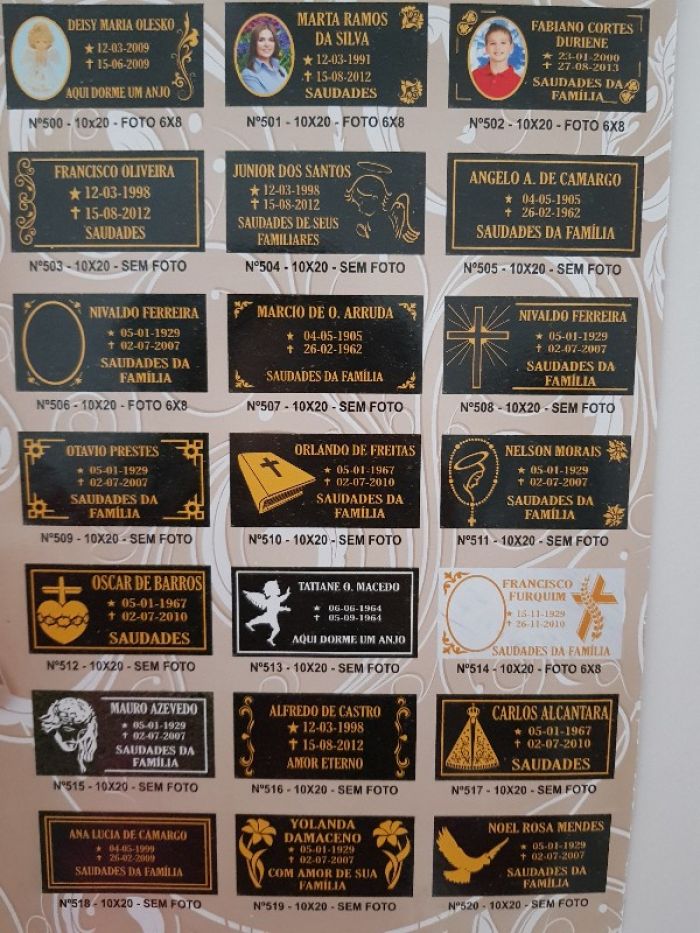 DEISY MARIA OLESKO
★ 12-03-2009
✝ 15-06-2009
AQUI DORME UM ANJO
Nº500 - 10x20 - FOTO 6X8
MARTA RAMOS
DA SILVA
★ 12-03-1991
✝ 15-08-2012
SAUDADES
Nº501 - 10X20 - FOTO 6X8
FABIANO CORTES
DURIENE
★ 23-01-2000
✝ 27-08-2013
SAUDADES DA
FAMÍLIA
Nº502 - 10X20 - FOTO 6X8
FRANCISCO OLIVEIRA
★ 12-03-1998
✝ 15-08-2012
SAUDADES
Nº503 - 10X20 - SEM FOTO
JUNIOR DOS SANTOS
★ 12-03-1998
✝ 15-08-2012
SAUDADES DE SEUS
FAMILIARES
Nº504 - 10X20 - SEM FOTO
ANGELO A. DE CAMARGO
★ 04-05-1905
✝ 26-02-1962
SAUDADES DA FAMÍLIA
Nº505 - 10X20 - SEM FOTO
NIVALDO FERREIRA
★ 05-01-1929
✝ 02-07-2007
SAUDADES DA
FAMÍLIA
Nº506 - 10X20 - FOTO 6X8
MARCIO DE O. ARRUDA
★ 04-05-1905
✝ 26-02-1962
SAUDADES DA FAMÍLIA
Nº507 - 10X20 - SEM FOTO
NIVALDO FERREIRA
★ 05-01-1929
✝ 02-07-2007
SAUDADES DA
FAMÍLIA
Nº508 - 10X20 - SEM FOTO
OTAVIO PRESTES
★ 05-01-1929
✝ 02-07-2007
SAUDADES DA
FAMÍLIA
Nº509 - 10X20 - SEM FOTO
ORLANDO DE FREITAS
★ 05-01-1967
✝ 02-07-2010
SAUDADES DA
FAMÍLIA
Nº510 - 10X20 - SEM FOTO
NELSON MORAIS
★ 05-01-1929
✝ 02-07-2007
SAUDADES DA
FAMÍLIA
Nº511 - 10X20 - SEM FOTO
OSCAR DE BARROS
★ 05-01-1967
✝ 02-07-2010
SAUDADES
Nº512 - 10X20 - SEM FOTO
TATIANE O. MACEDO
★ 06-06-1964
✝ 05-09-1964
AQUI DORME UM ANJO
Nº513 - 10X20 - SEM FOTO
FRANCISCO
FURQUIM
★ 15-11-1929
✝ 26-11-2010
SAUDADES DA FAMÍLIA
Nº514 - 10X20 - FOTO 6X8
MAURO AZEVEDO
★ 05-01-1929
✝ 02-07-2007
SAUDADES DA
FAMÍLIA
Nº515 - 10X20 - SEM FOTO
ALFREDO DE CASTRO
★ 12-03-1998
✝ 15-08-2012
AMOR ETERNO
Nº516 - 10X20 - SEM FOTO
CARLOS ALCANTARA
★ 05-01-1967
✝ 02-07-2010
SAUDADES
Nº517 - 10X20 - SEM FOTO
ANA LUCIA DE CAMARGO
★ 04-05-1999
✝ 26-02-2009
SAUDADES DA FAMÍLIA
Nº518 - 10X20 - SEM FOTO
YOLANDA
DAMACENO
★ 05-01-1929
✝ 02-07-2007
COM AMOR DE SUA
FAMÍLIA
Nº519 - 10X20 - SEM FOTO
NOEL ROSA MENDES
★ 05-01-1929
✝ 02-07-2007
SAUDADES DA
FAMÍLIA
Nº520 - 10X20 - SEM FOTO